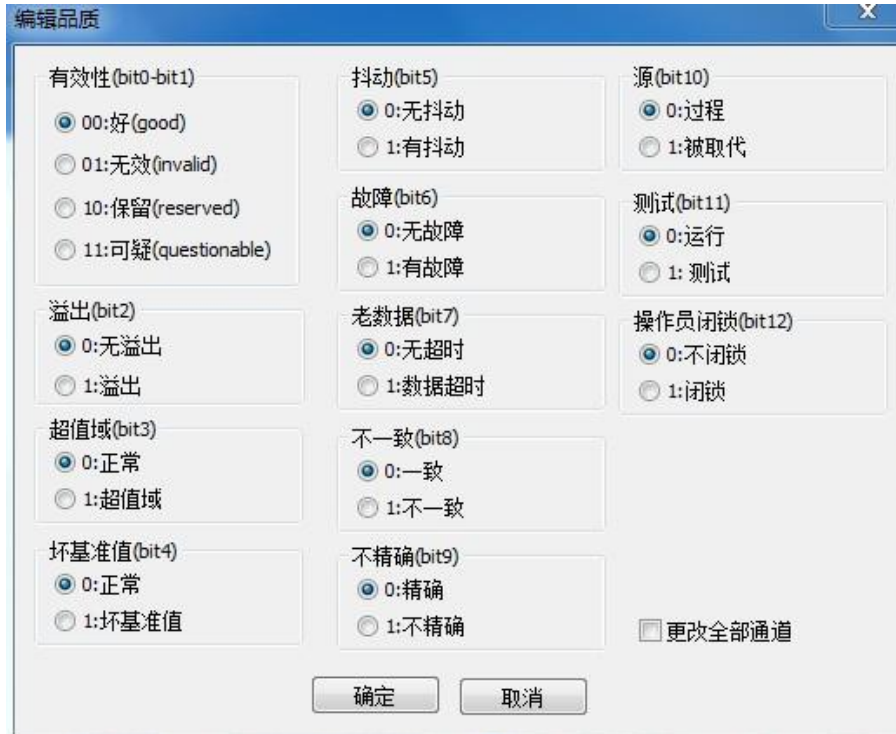 编辑品质
X
有效性(bit0-bit1)
00:好(good)
01:无效(invalid)
10:保留(reserved)
11:可疑(questionable)
溢出(bit2)
0:无溢出
1:溢出
超值域(bit3)
0:正常
1:超值域
坏基准值(bit4)
0:正常
1:坏基准值
抖动(bit5)
0:无抖动
1:有抖动
故障(bit6)
0:无故障
1:有故障
老数据(bit7)
0:无超时
1:数据超时
不一致(bit8)
0:一致
1:不一致
不精确(bit9)
0:精确
1:不精确
源(bit10)
0:过程
1:被取代
测试(bit11)
0:运行
1: 测试
操作员闭锁(bit12)
0:不闭锁
1:闭锁
更改全部通道
确定
取消